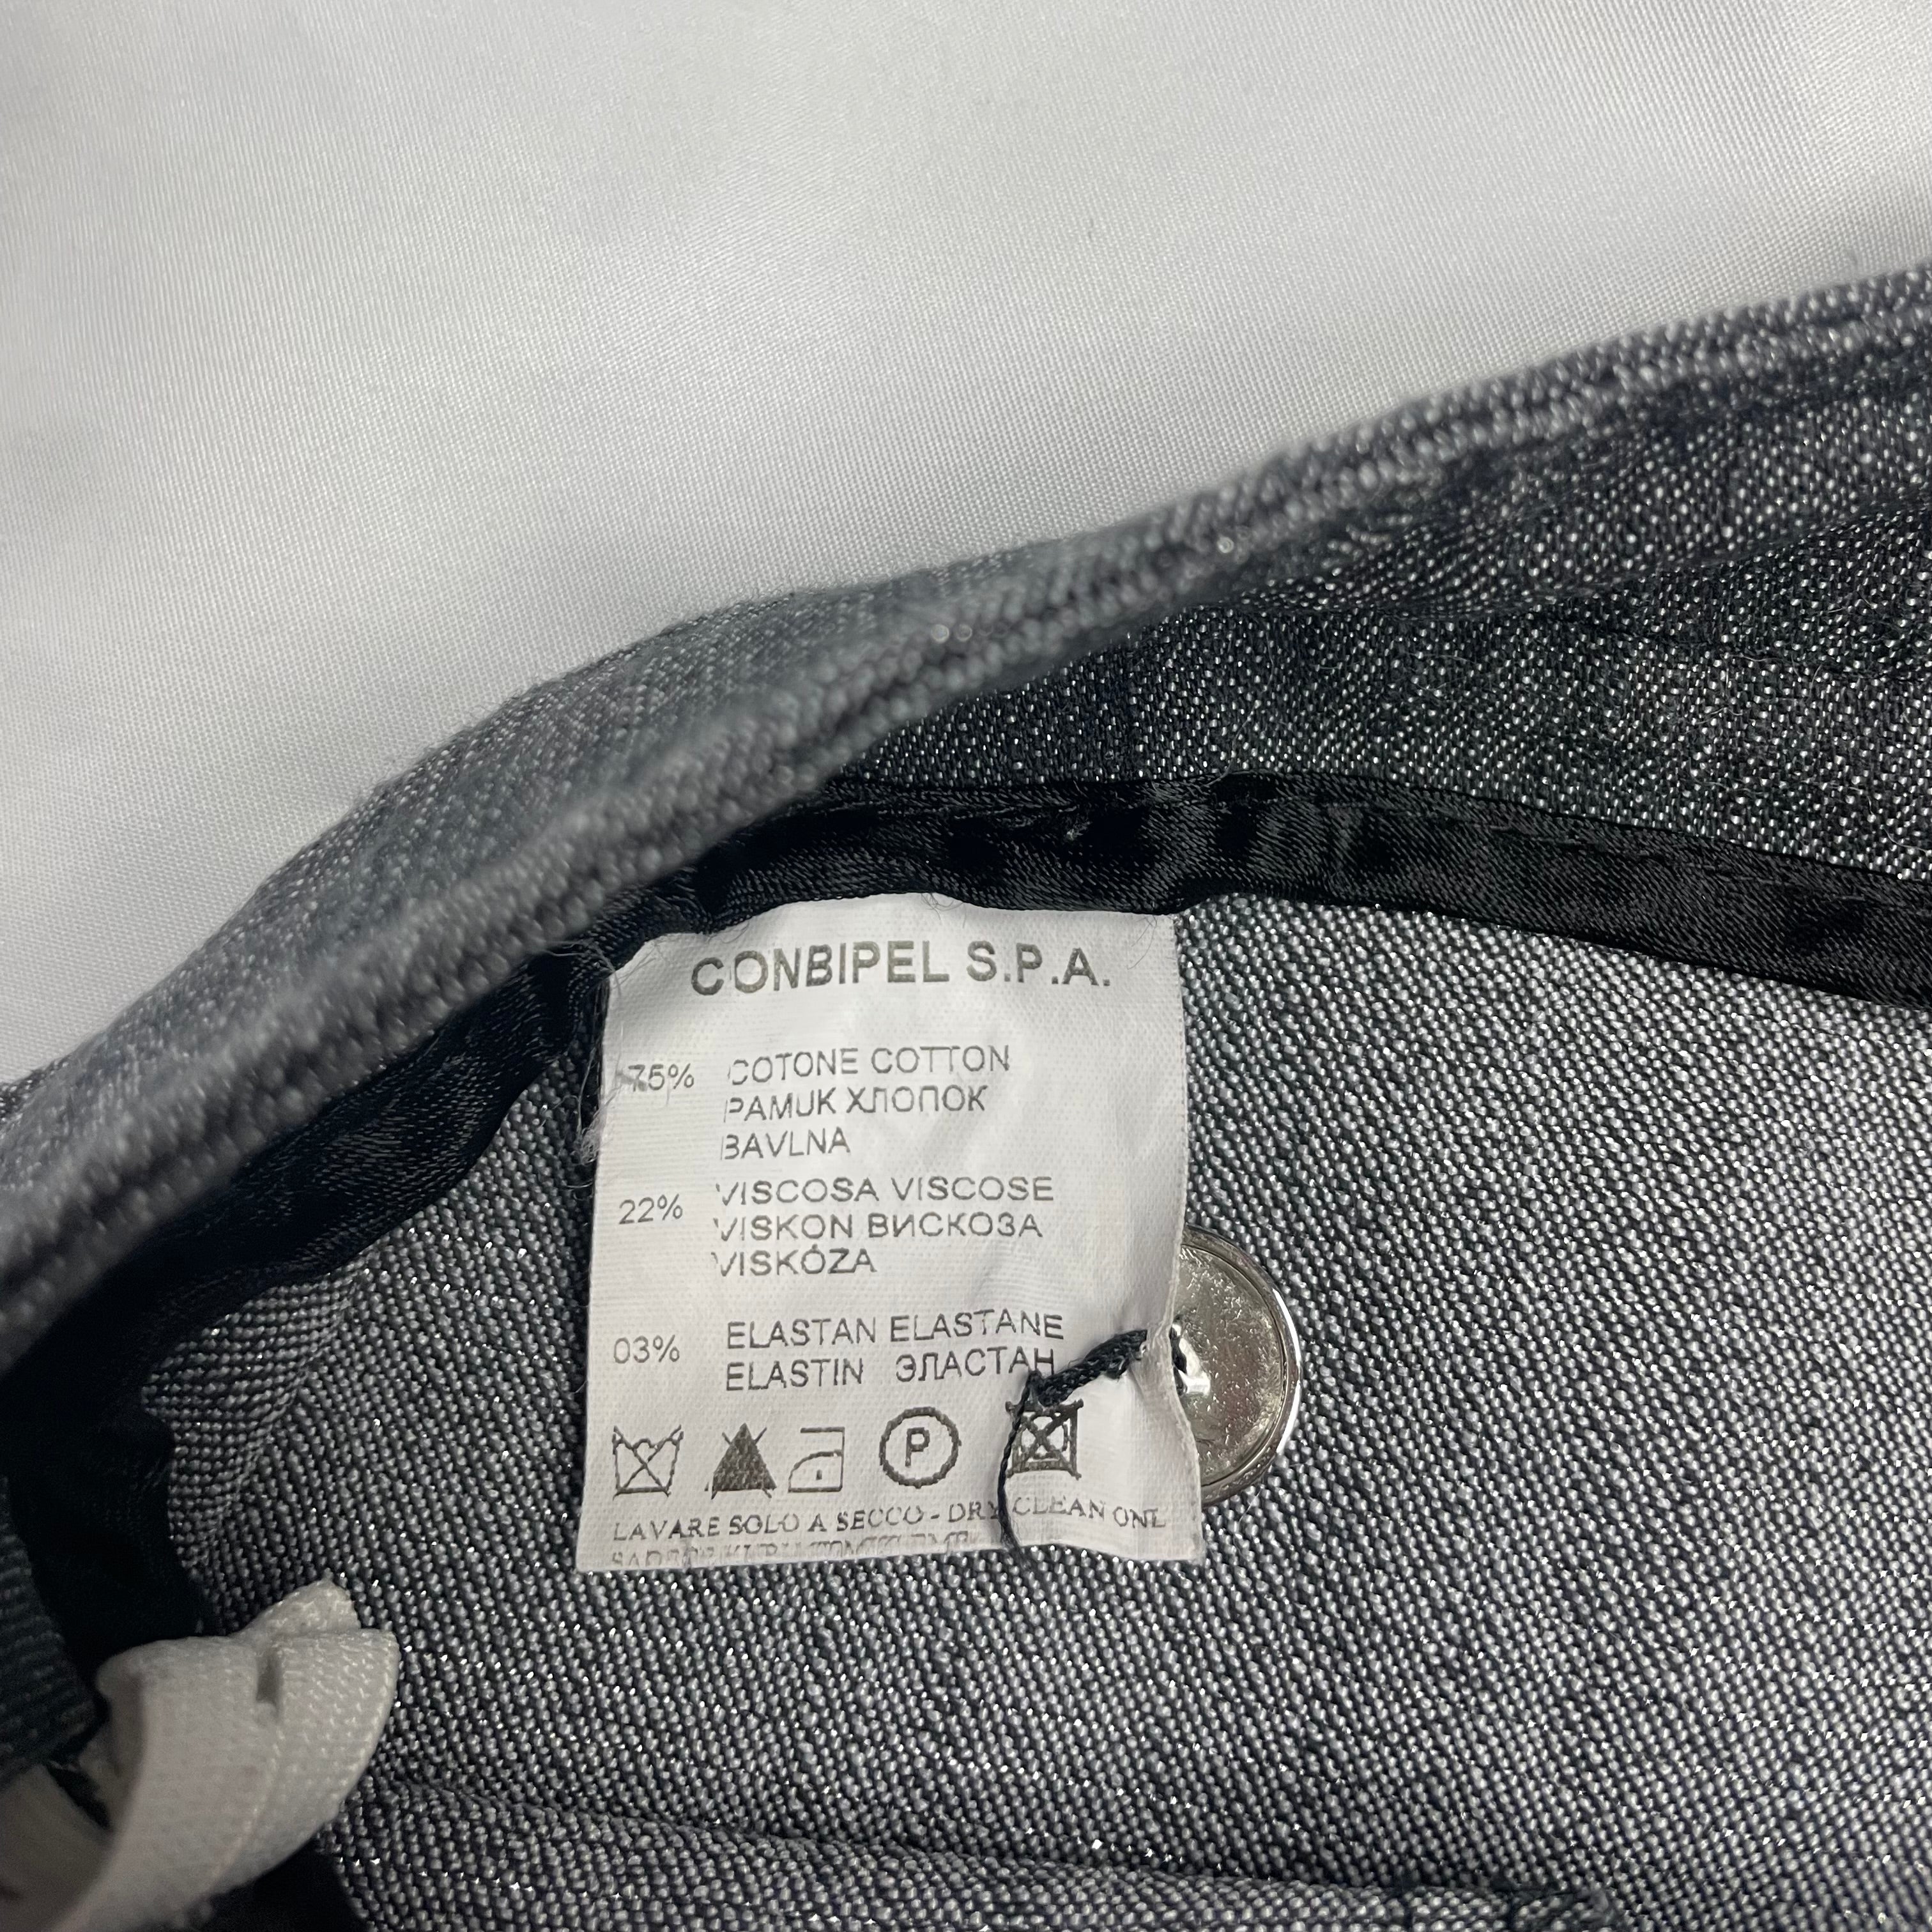 CONBIPEL S.P.A.
75% COTONE COTTON
PAMUK ХЛОПОК
BAVLNA
22% VISCOSA VISCOSE
VISKON ВИСКОЗА
VISKÓZA
03% ELASTAN ELASTANE
ELASTIN ЭЛАСТАН
P
LAVARE SOLO A SECCO - DRY CLEAN ONL